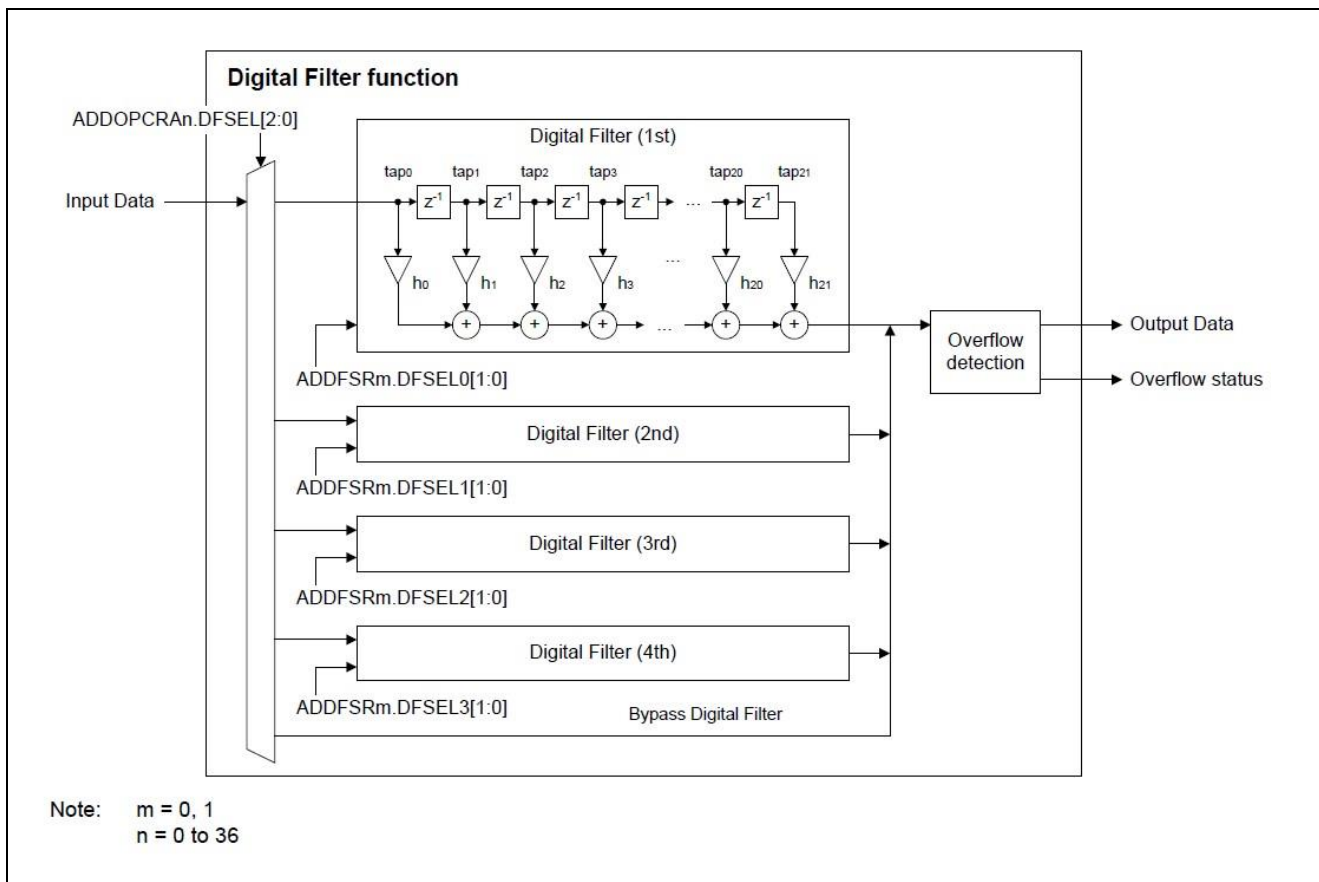 Digital Filter function
ADDOPCRAn.DFSEL[2:0]
Input Data
Digital Filter (1st)
tap0 tap1 tap2 tap3 tap20 tap21
z-1 z-1 z-1 z-1 ... z-1
...
h0 h1 h2 h3 h20 h21
+ + + ... + +
ADDFSRm.DFSEL0[1:0]
Overflow
detection
Output Data
Overflow status
Digital Filter (2nd)
ADDFSRm.DFSEL1[1:0]
Digital Filter (3rd)
ADDFSRm.DFSEL2[1:0]
Digital Filter (4th)
ADDFSRm.DFSEL3[1:0]
Bypass Digital Filter
Note: m = 0, 1
n = 0 to 36